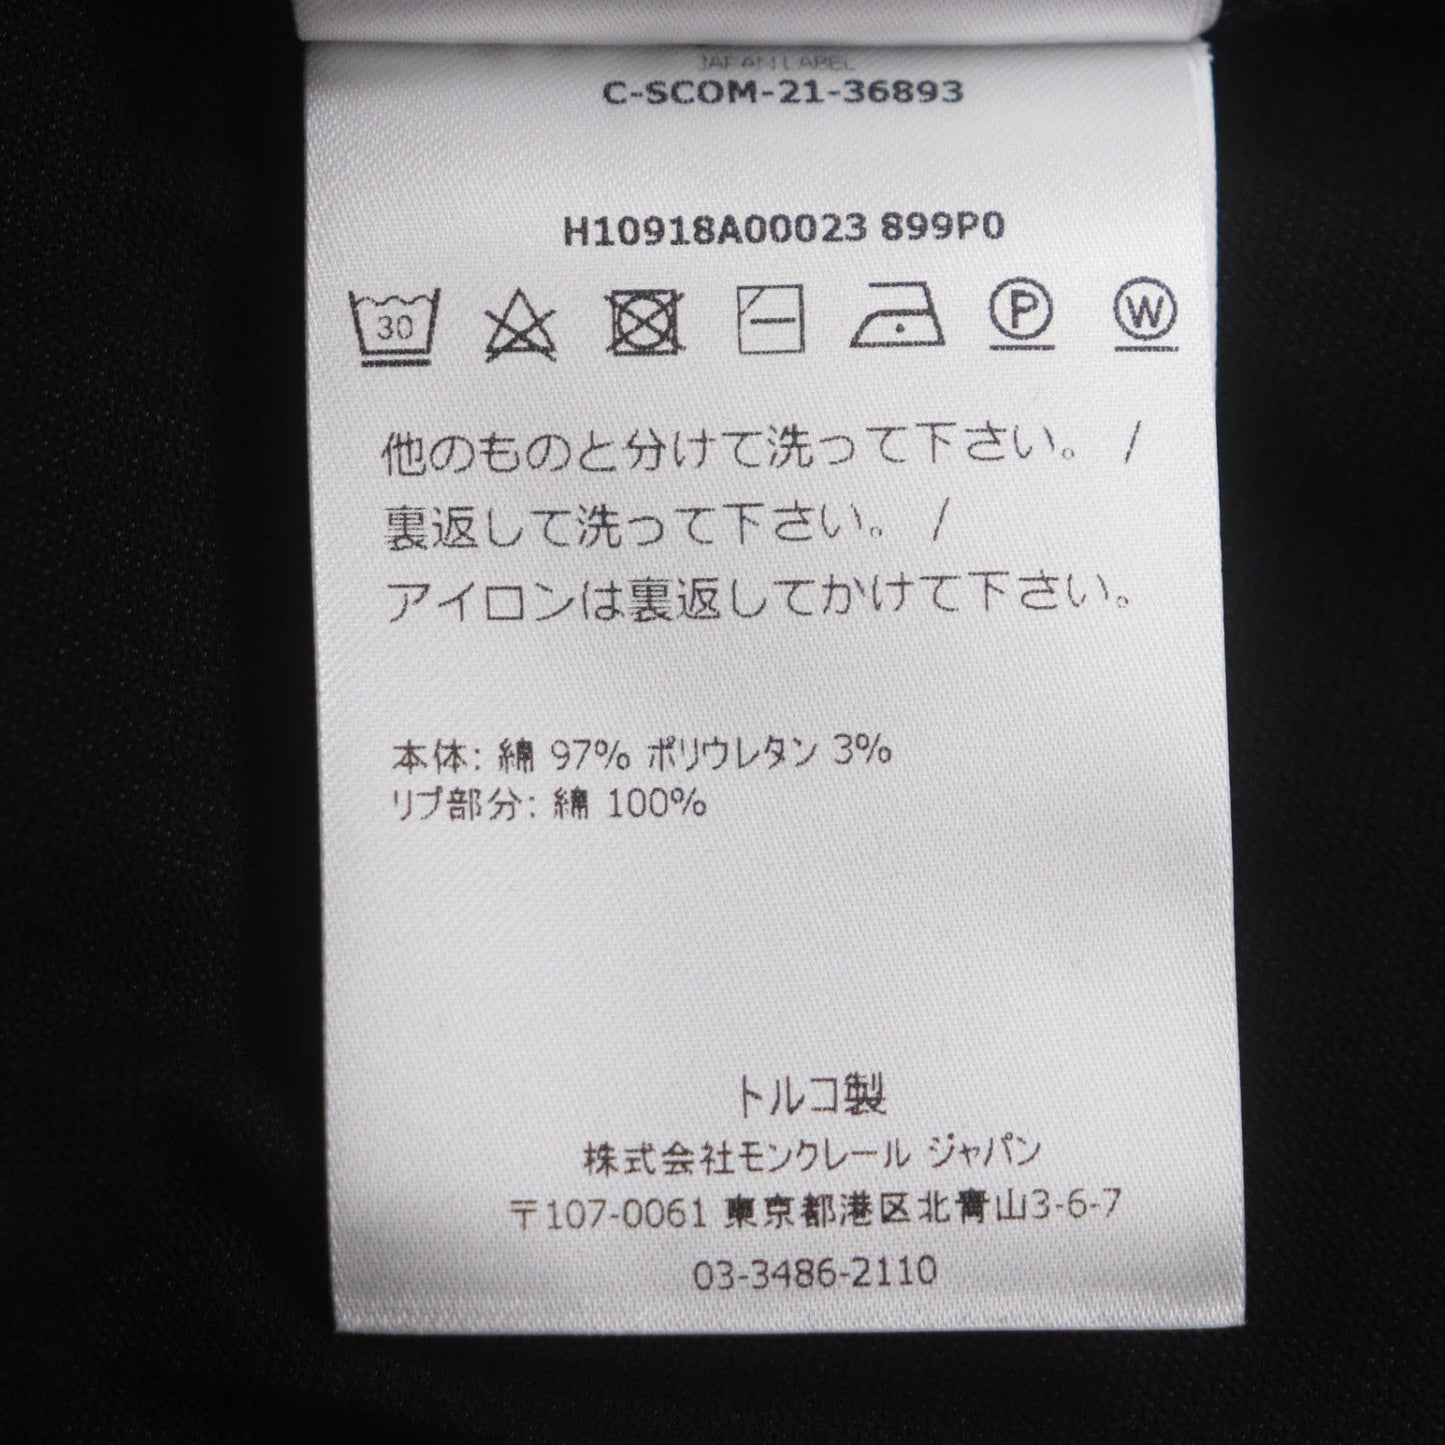 JAPAN LABEL
C-SCOM-21-36893
H10918A00023 899P0
30 P W
他のものと分けて洗って下さい。 /
裏返して洗って下さい。 /
アイロンは裏返してかけて下さい。
本体: 綿 97% ポリウレタン 3%
リブ部分: 綿 100%
トルコ製
株式会社モンクレール ジャパン
〒107-0061 東京都港区北青山3-6-7
03-3486-2110